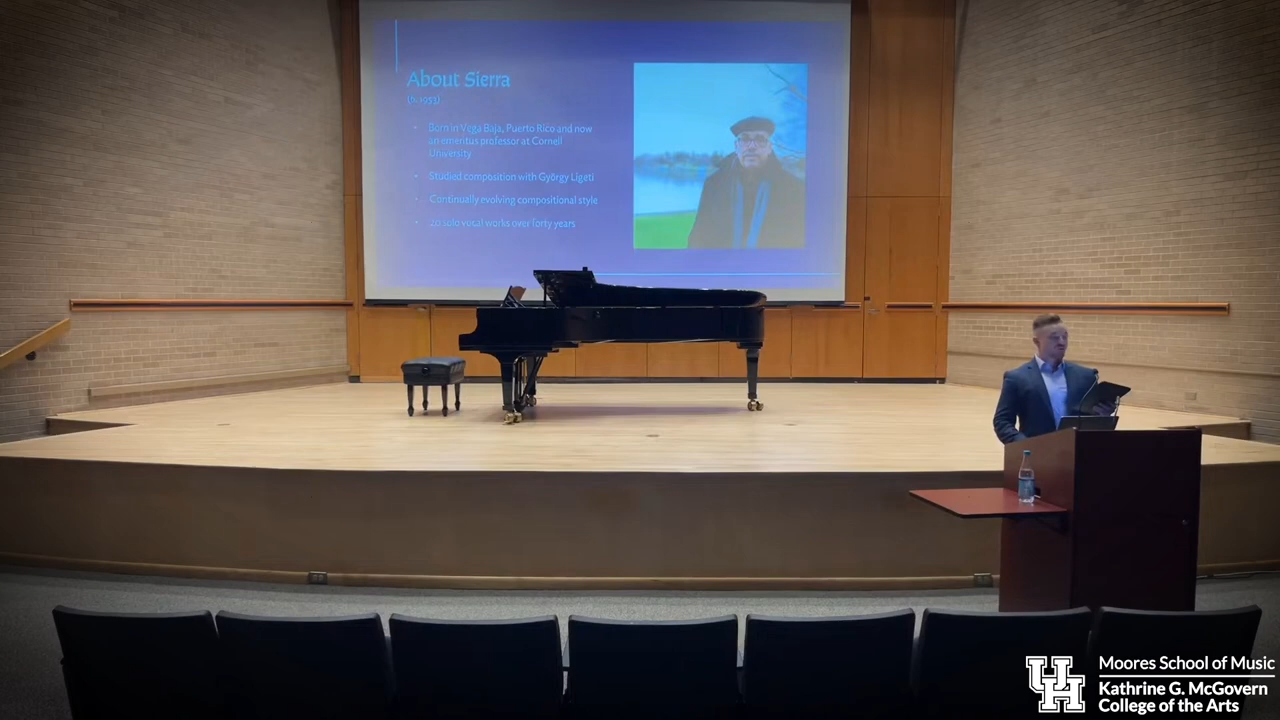 About Sierra
(b. 1953)
Born in Vega Baja, Puerto Rico and now
an emeritus professor at Cornell
University
Studied composition with György Ligeti
Continually evolving compositional style
20 solo vocal works over forty years
UH
Moores School of Music
Kathrine G. McGovern
College of the Arts